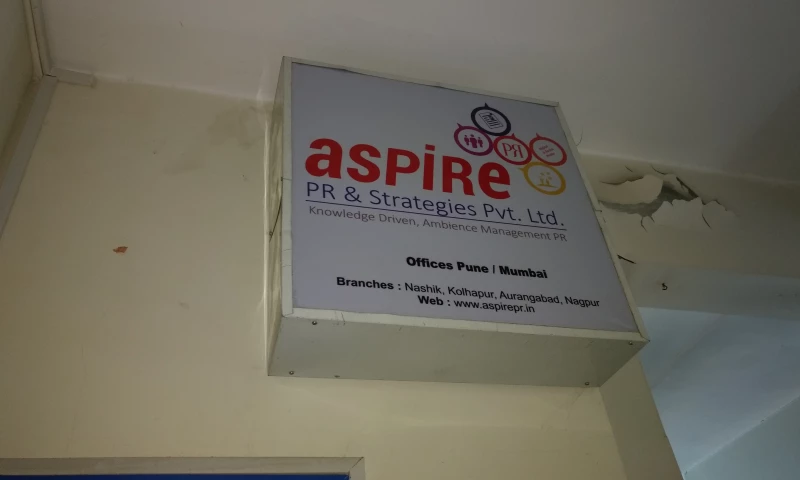 PR
aspire
PR & Strategies Pvt. Ltd.
Knowledge Driven, Ambience Management PR
Offices Pune / Mumbai
Branches : Nashik, Kolhapur, Aurangabad, Nagpur
Web : www.aspirepr.in